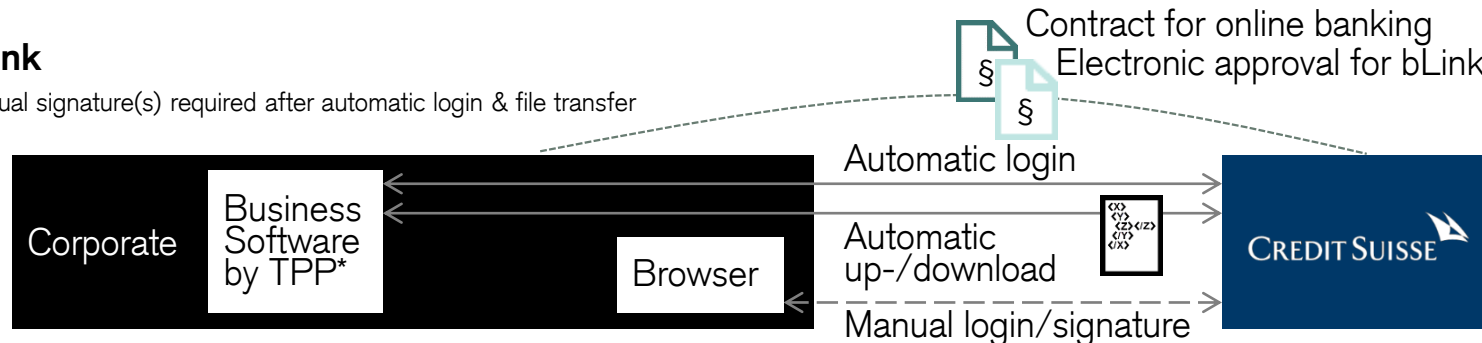 Contract for online banking
Electronic approval for bLink
§
§
nk
ual signature(s) required after automatic login & file transfer
Corporate
Business
Software
by TPP*
Browser
Automatic login
Automatic
up-/download
Manual login/signature
<X>
<Y>
<Z></Z>
</Y>
</X>
CREDIT SUISSE